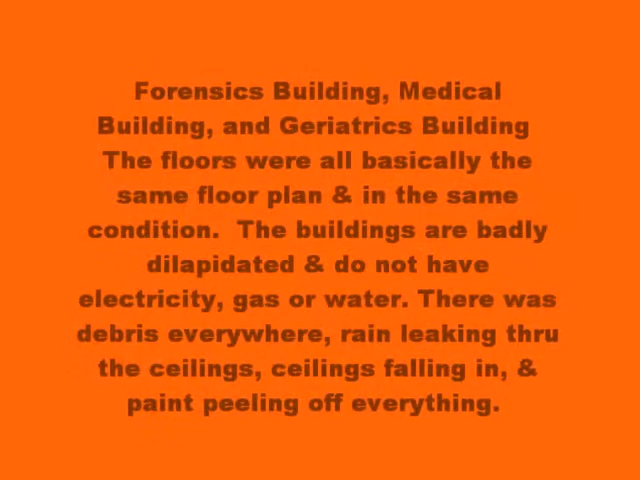 Forensics Building, Medical
Building, and Geriatrics Building
The floors were all basically the
same floor plan & in the same
condition.  The buildings are badly
dilapidated & do not have
electricity, gas or water. There was
debris everywhere, rain leaking thru
the ceilings, ceilings falling in, &
paint peeling off everything.